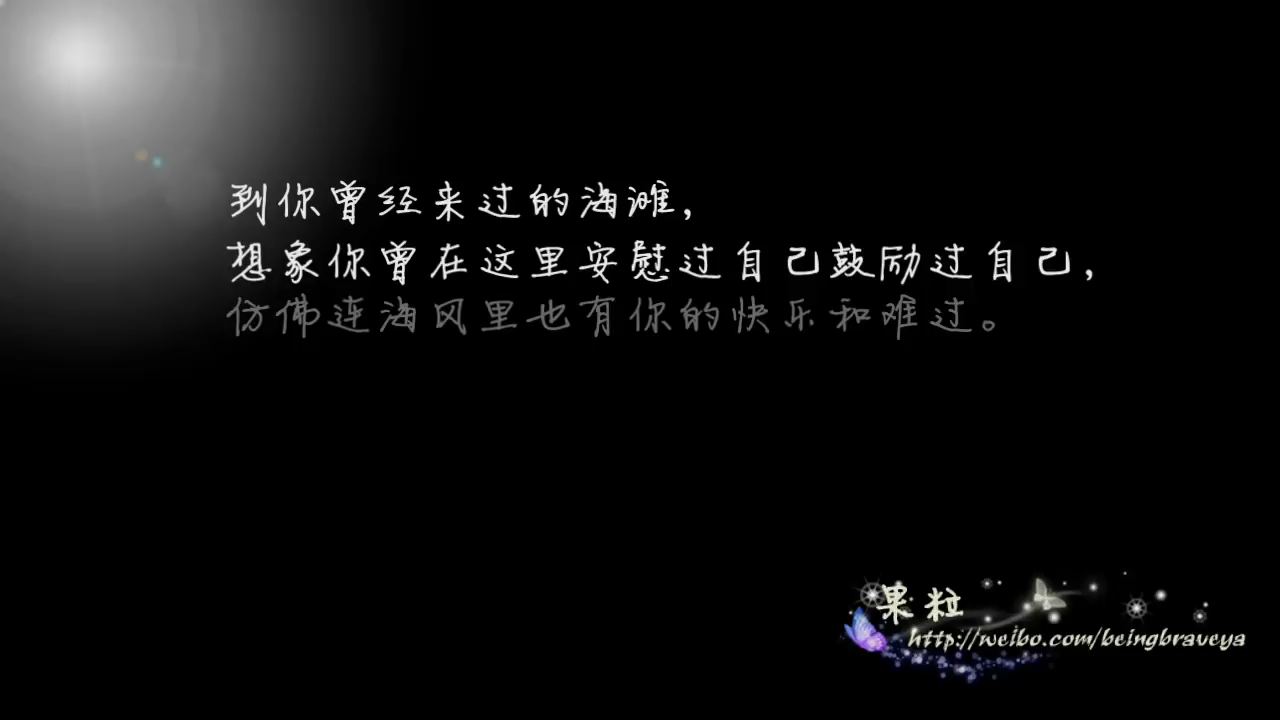 到你曾经来过的海滩，
想象你曾在这里安慰过自己鼓励过自己，
仿佛连海风里也有你的快乐和难过。
果粒
http://weibo.com/beingbraveya